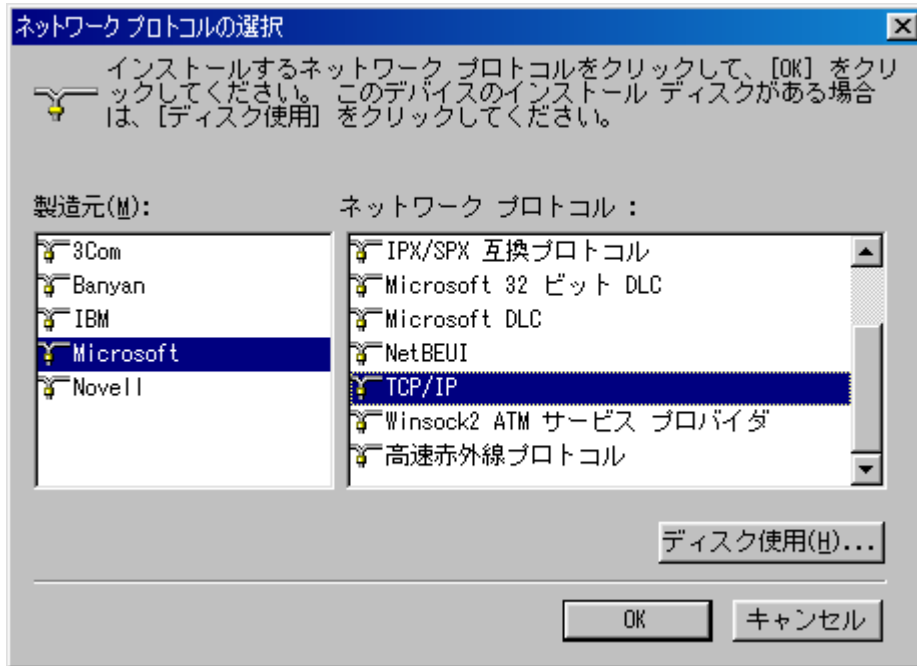 ネットワーク プロトコルの選択
インストールするネットワーク プロトコルをクリックして、[OK] をクリ
ックしてください。 このデバイスのインストール ディスクがある場合
は、[ディスク使用] をクリックしてください。
製造元(M):
ネットワーク プロトコル :
3Com
Banyan
IBM
Microsoft
Novell
IPX/SPX 互換プロトコル
Microsoft 32 ビット DLC
Microsoft DLC
NetBEUI
TCP/IP
Winsock2 ATM サービス プロバイダ
高速赤外線プロトコル
ディスク使用(H)...
OK
キャンセル